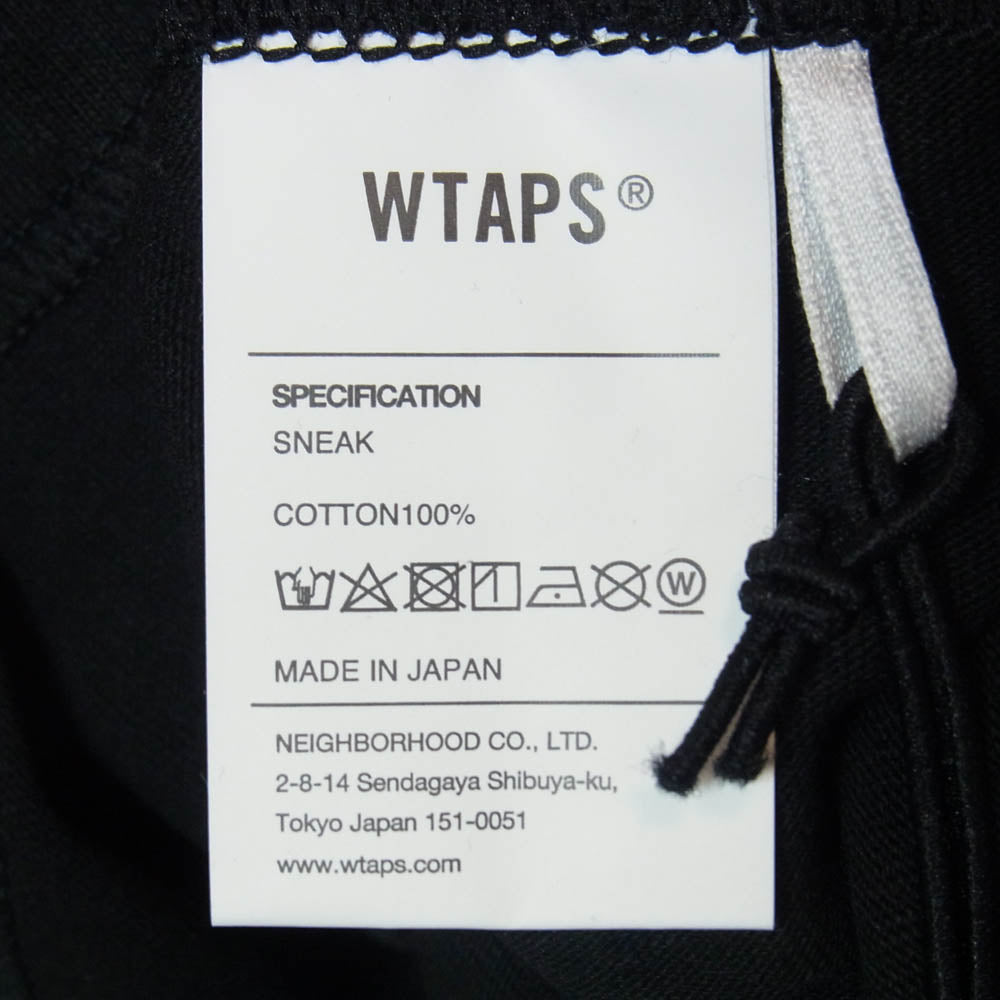 WTAPS®
SPECIFICATION
SNEAK
COTTON100%
W
MADE IN JAPAN
NEIGHBORHOOD CO., LTD.
2-8-14 Sendagaya Shibuya-ku,
Tokyo Japan 151-0051
www.wtaps.com